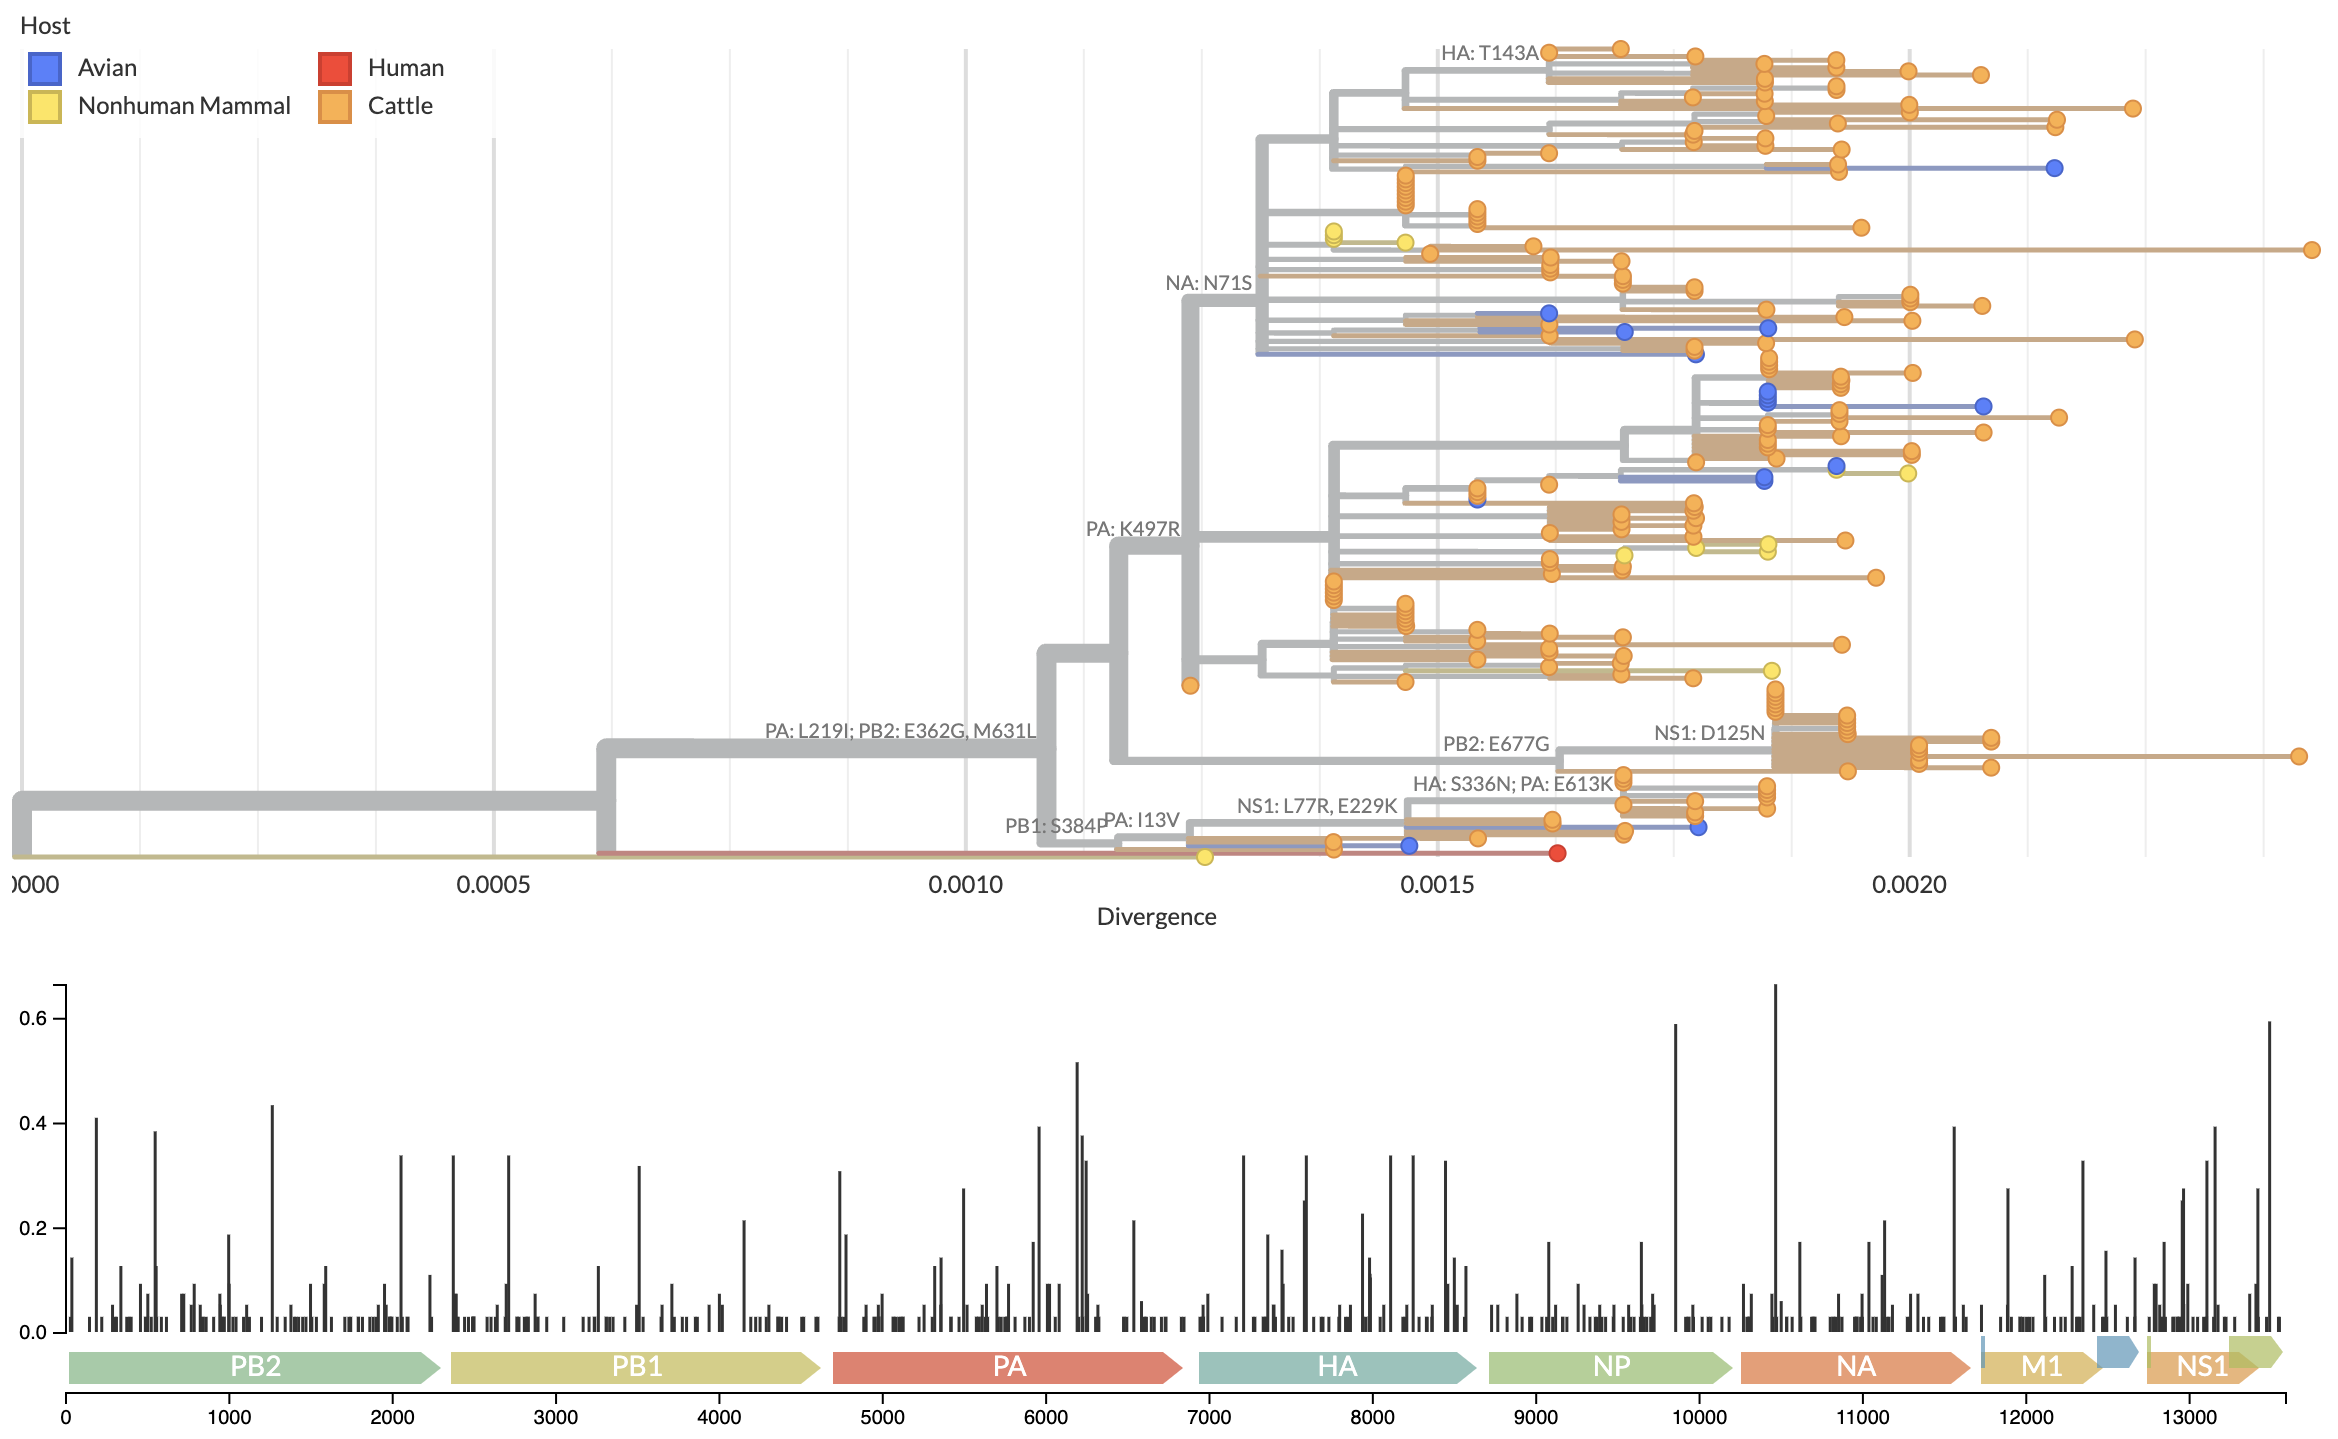 Host
Avian
Human
Nonhuman Mammal
Cattle
HA: T143A
NA: N71S
PA: K497R
PA: L219I; PB2: E362G, M631L
PB2: E677G
NS1: D125N
HA: S336N; PA: E613K
NS1: L77R, E229K
PB1: S384P
PA: I13V
0000 0.0005 0.0010 0.0015 0.0020
Divergence
0.6
0.4
0.2
0.0
PB2 PB1 PA HA NP NA M1 NS1
0 1000 2000 3000 4000 5000 6000 7000 8000 9000 10000 11000 12000 13000